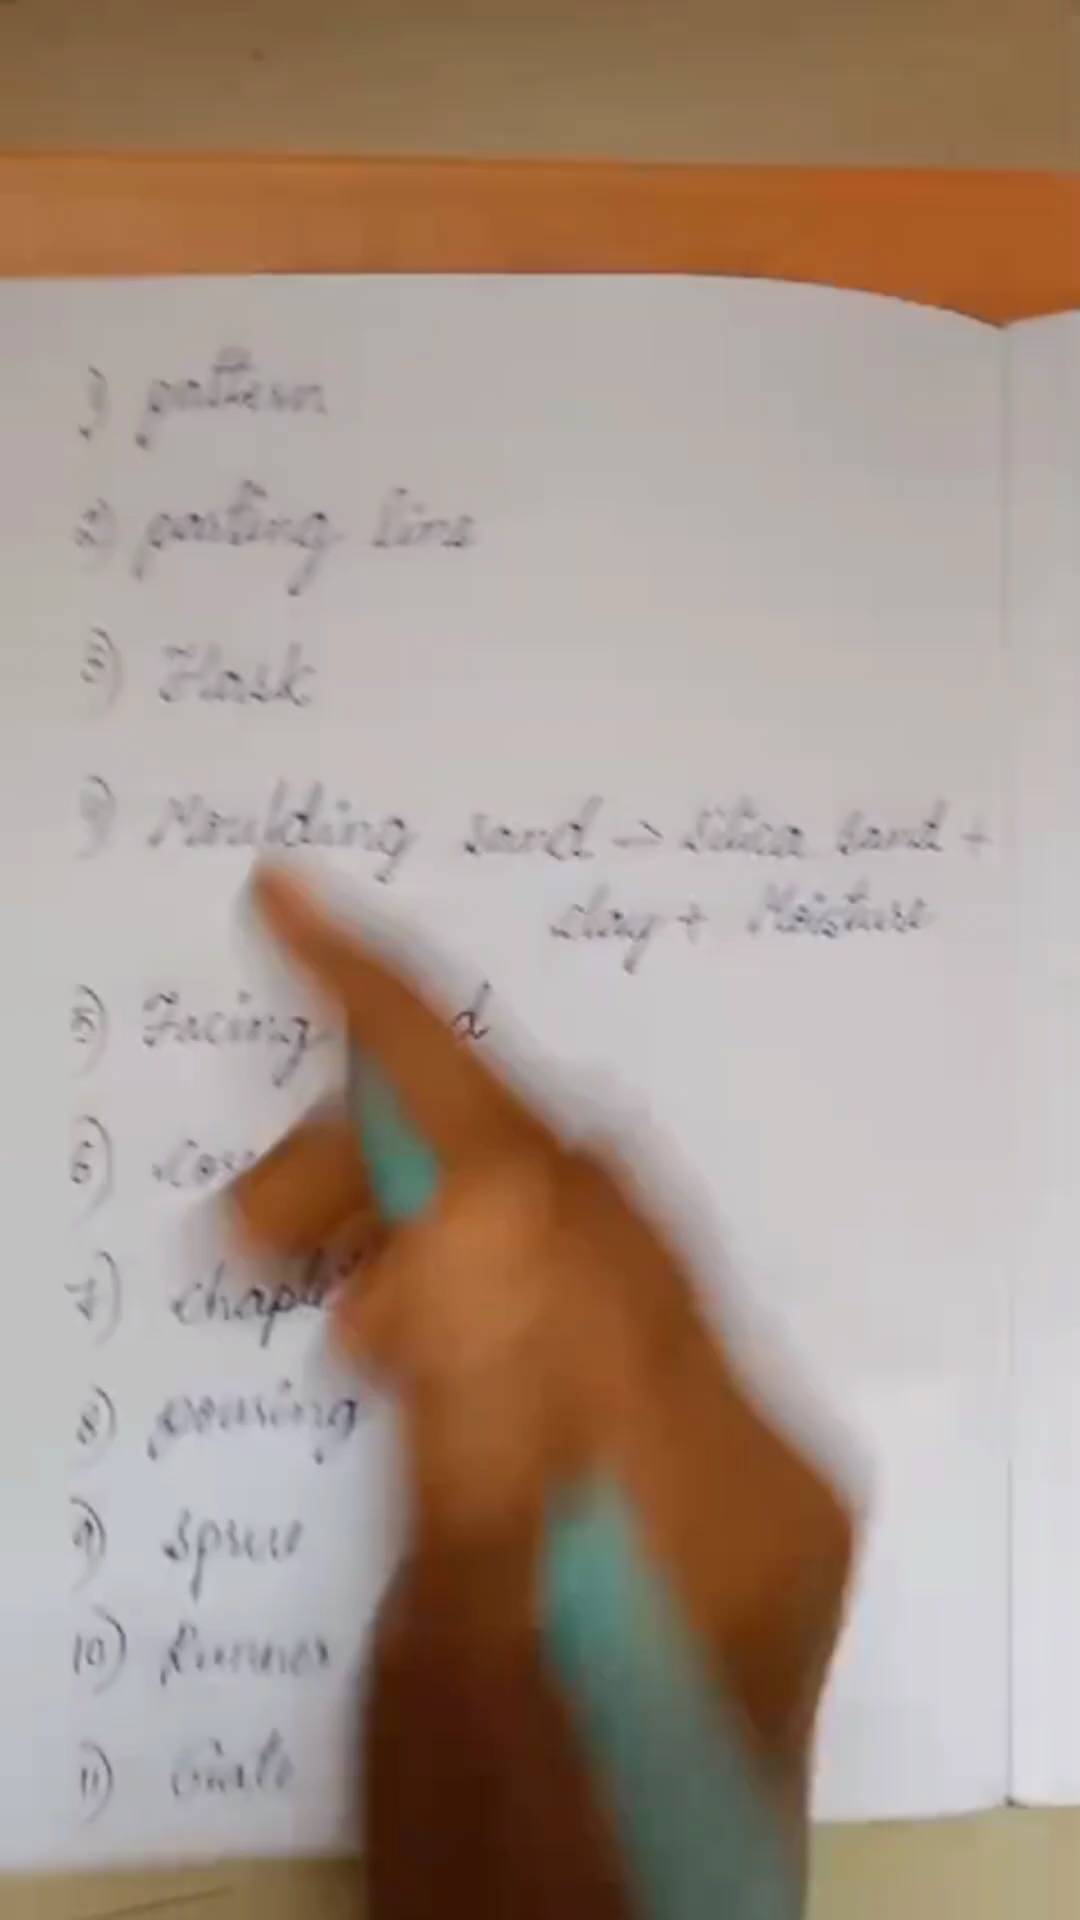 1) pattern
2) parting line
3) Flask
4) Moulding sand → Silica sand +
clay + Moisture
5) Facing
6)
7)
8) pouring
9) sprue
10) Runner
11) Gate